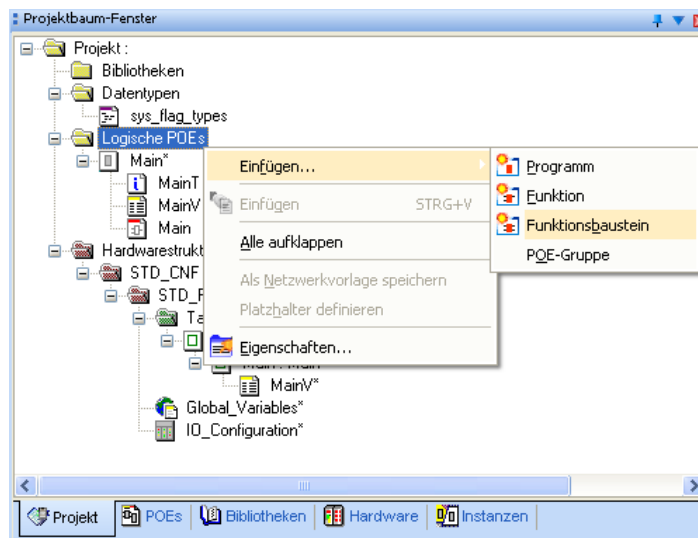 Projektbaum-Fenster
Projekt :
Bibliotheken
Datentypen
sys_flag_types
Logische POEs
Main*
Einfügen...
Programm
MainT
Funktion
MainV
Einfügen STRG+V
Main
Alle aufklappen
Funktionsbaustein
Hardwarestrukt
POE-Gruppe
STD_CNF
Als Netzwerkvorlage speichern
STD_F
Platzhalter definieren
Ta
Eigenschaften...
MainV*
Global_Variables*
IO_Configuration*
Projekt POEs Bibliotheken Hardware Instanzen